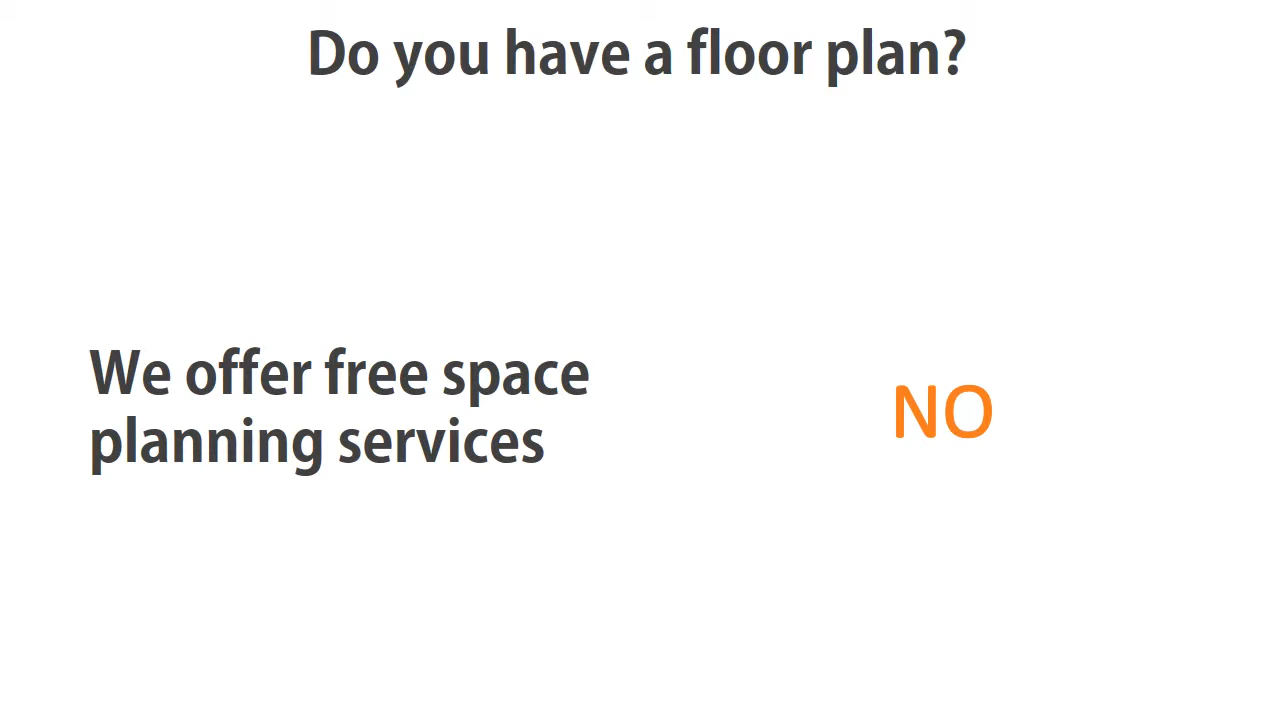 Do you have a floor plan?
We offer free space
planning services
NO